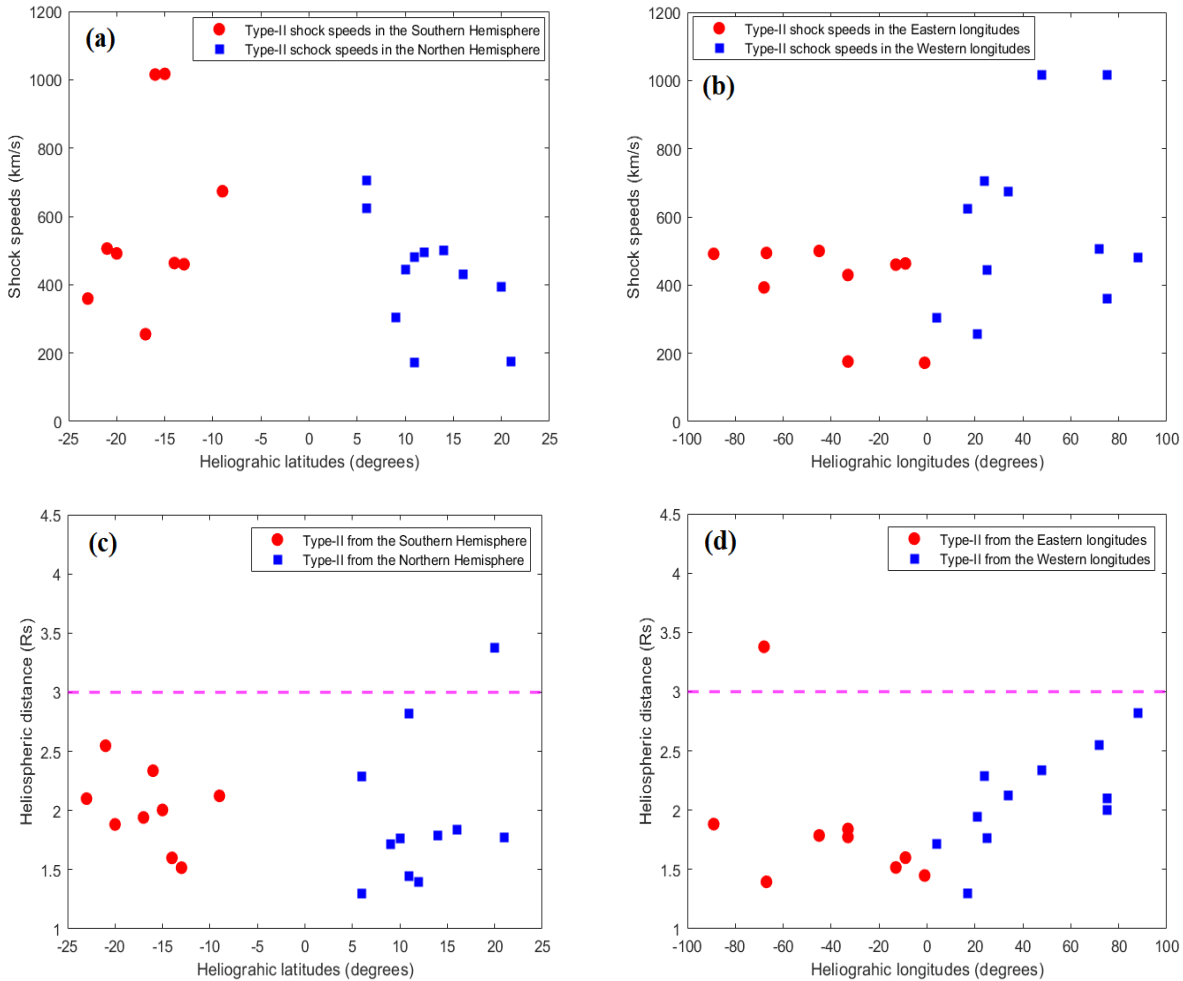 (a)
Type-II shock speeds in the Southern Hemisphere
Type-II schock speeds in the Northen Hemisphere
1200
1000
800
600
400
200
0
Shock speeds (km/s)
-25 -20 -15 -10 -5 0 5 10 15 20 25
Heliograhic latitudes (degrees)
(b)
Type-II shock speeds in the Eastern longitudes
Type-II schock speeds in the Western longitudes
1200
1000
800
600
400
200
0
Shock speeds (km/s)
-100 -80 -60 -40 -20 0 20 40 60 80 100
Heliograhic longitudes (degrees)
(c)
Type-II from the Southern Hemisphere
Type-II from the Northern Hemisphere
4.5
4
3.5
3
2.5
2
1.5
1
Heliospheric distance (Rs)
-25 -20 -15 -10 -5 0 5 10 15 20 25
Heliograhic latitudes (degrees)
(d)
Type-II from the Eastern longitudes
Type-II from the Western longitudes
4.5
4
3.5
3
2.5
2
1.5
1
Heliospheric distance (Rs)
-100 -80 -60 -40 -20 0 20 40 60 80 100
Heliograhic longitudes (degrees)